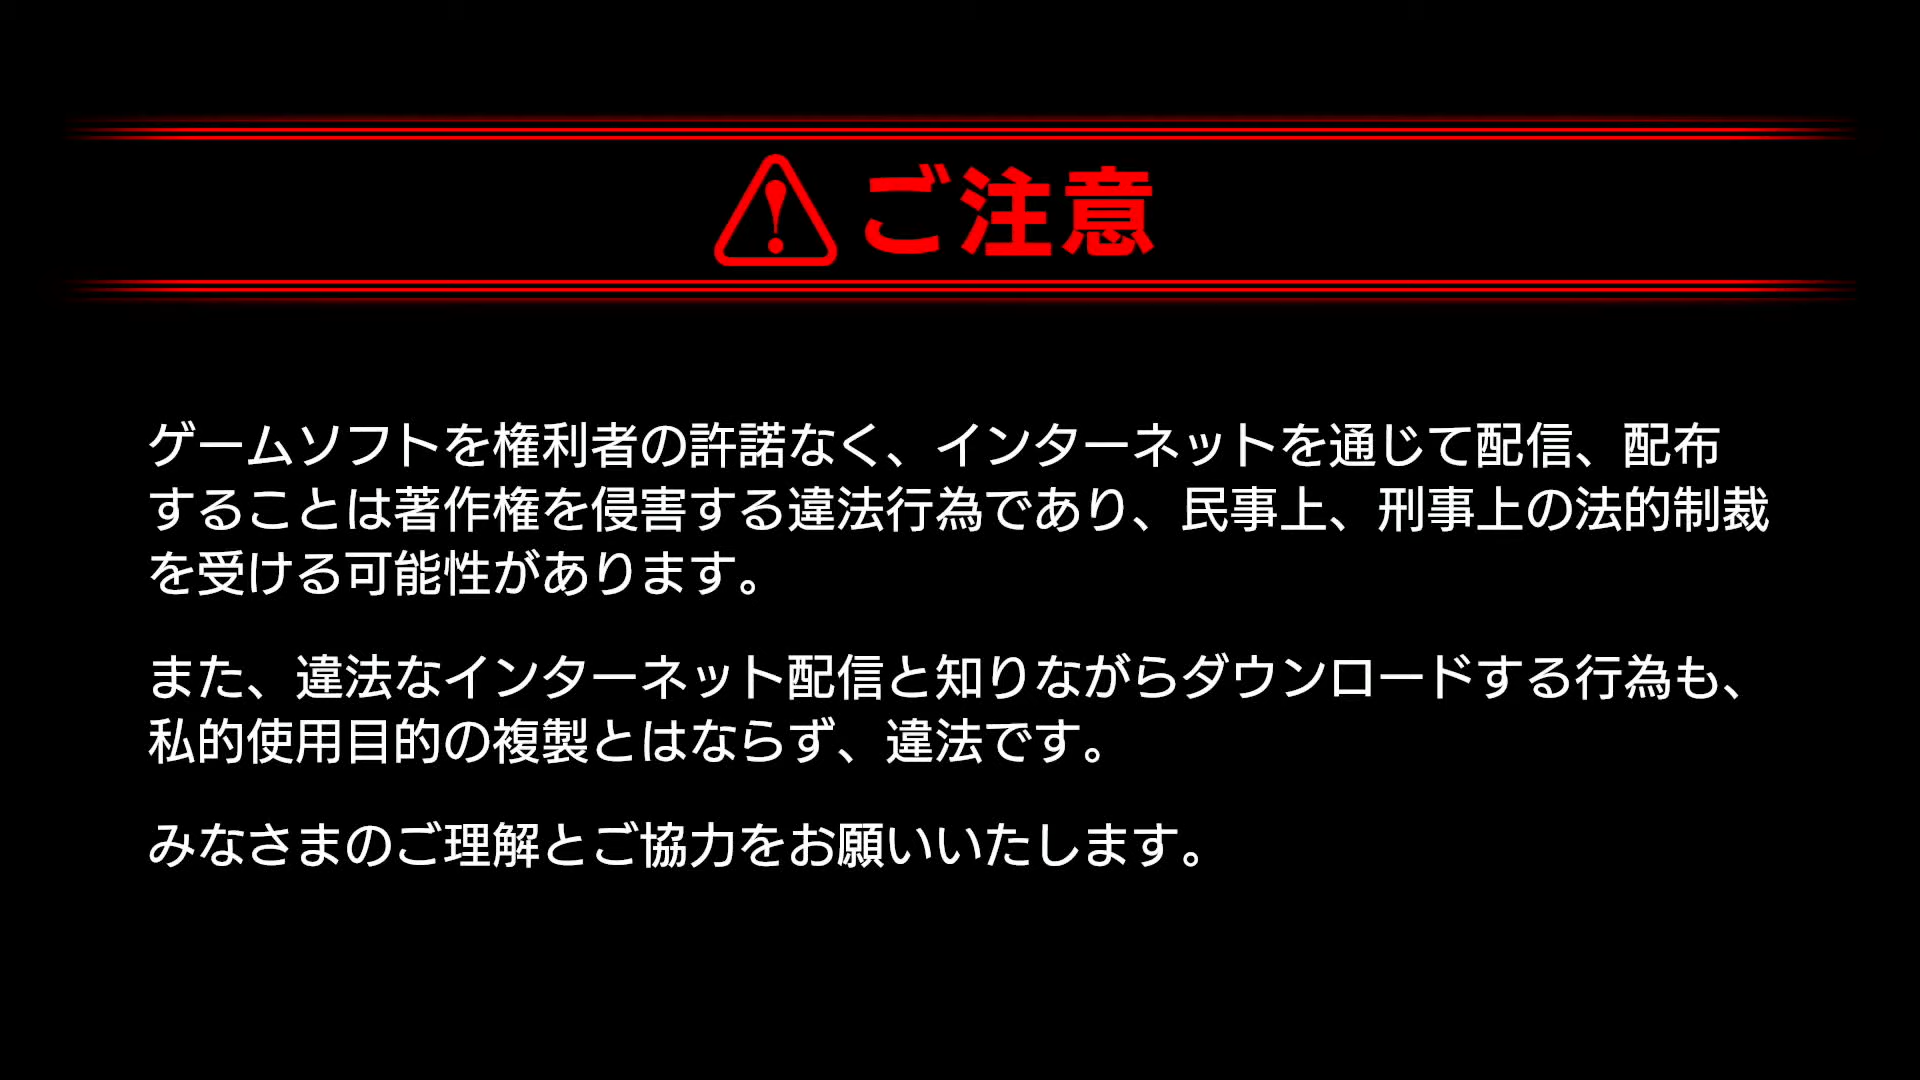 ご注意
ゲームソフトを権利者の許諾なく、インターネットを通じて配信、配布
することは著作権を侵害する違法行為であり、民事上、刑事上の法的制裁
を受ける可能性があります。
また、違法なインターネット配信と知りながらダウンロードする行為も、
私的使用目的の複製とはならず、違法です。
みなさまのご理解とご協力をお願いいたします。